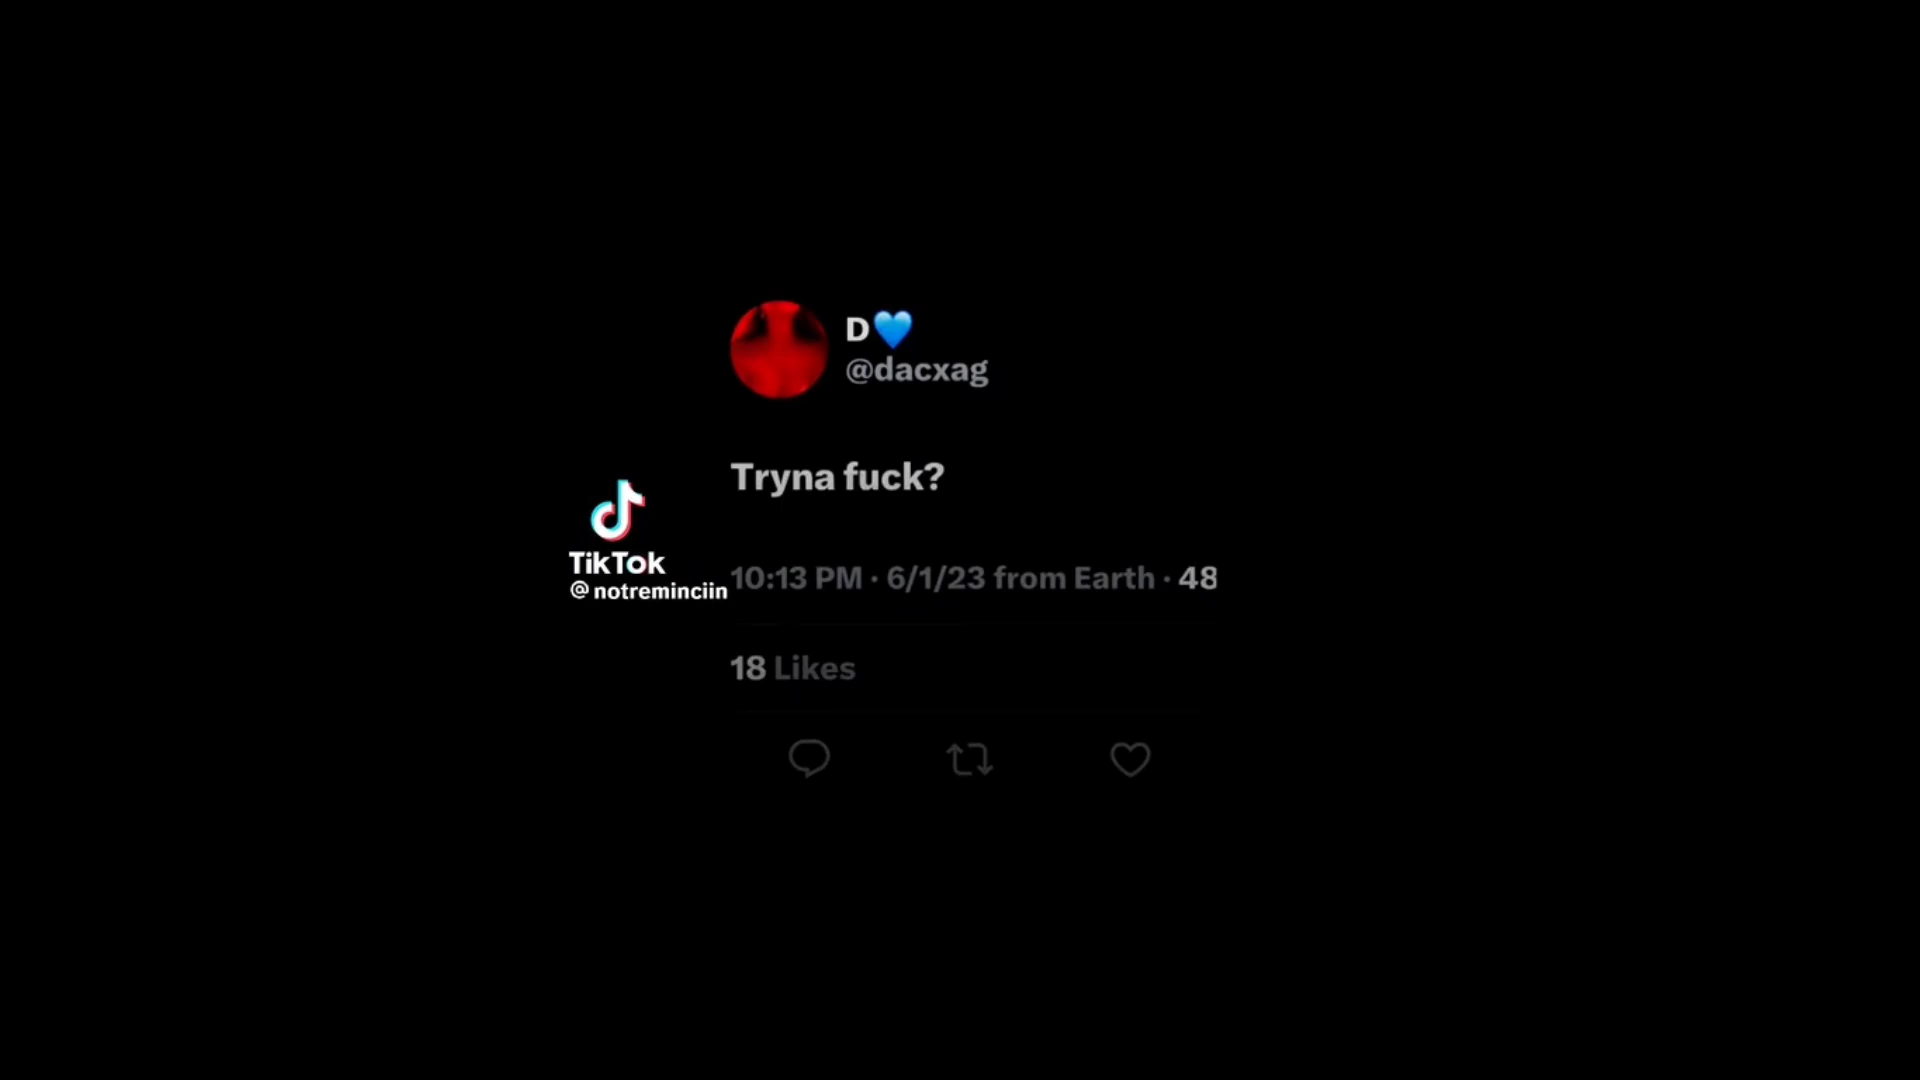 D💙
@dacxag
Tryna fuck?
TikTok
@notreminciin
10:13 PM · 6/1/23 from Earth · 48
18 Likes